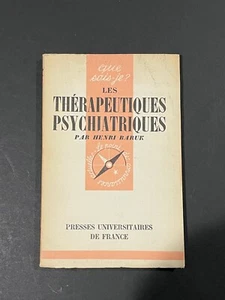 que
sais-je?
LES
THÉRAPEUTIQUES
PSYCHIATRIQUES
PAR HENRI BARUK
PRESSES UNIVERSITAIRES
DE FRANCE